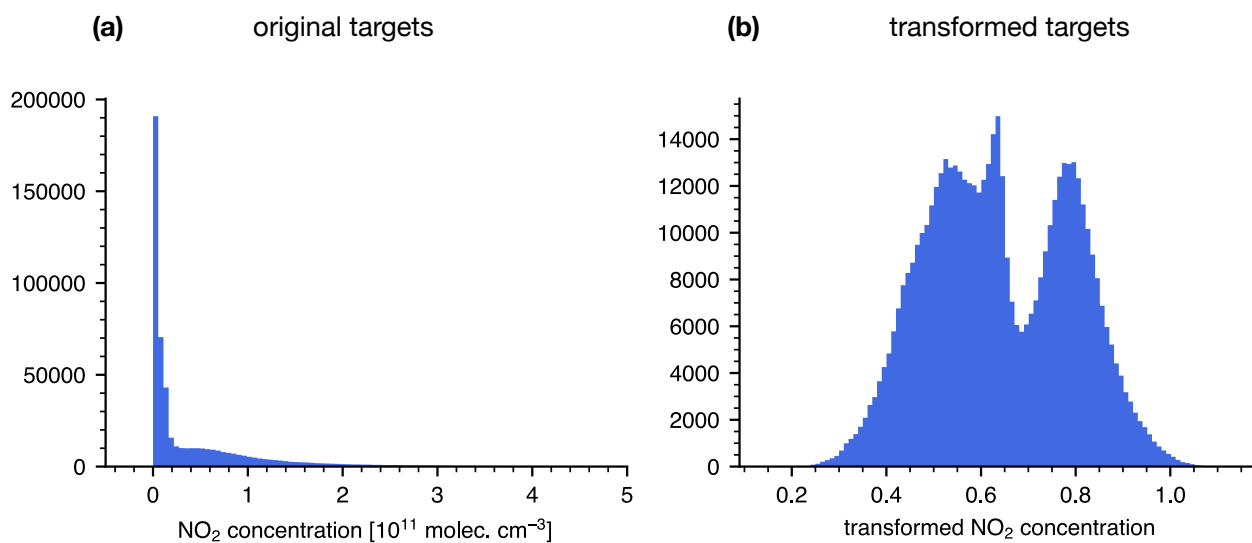 (a) original targets
200000
150000
100000
50000
0
0 1 2 3 4 5
NO₂ concentration [10¹¹ molec. cm⁻³]
(b) transformed targets
14000
12000
10000
8000
6000
4000
2000
0
0.2 0.4 0.6 0.8 1.0
transformed NO₂ concentration